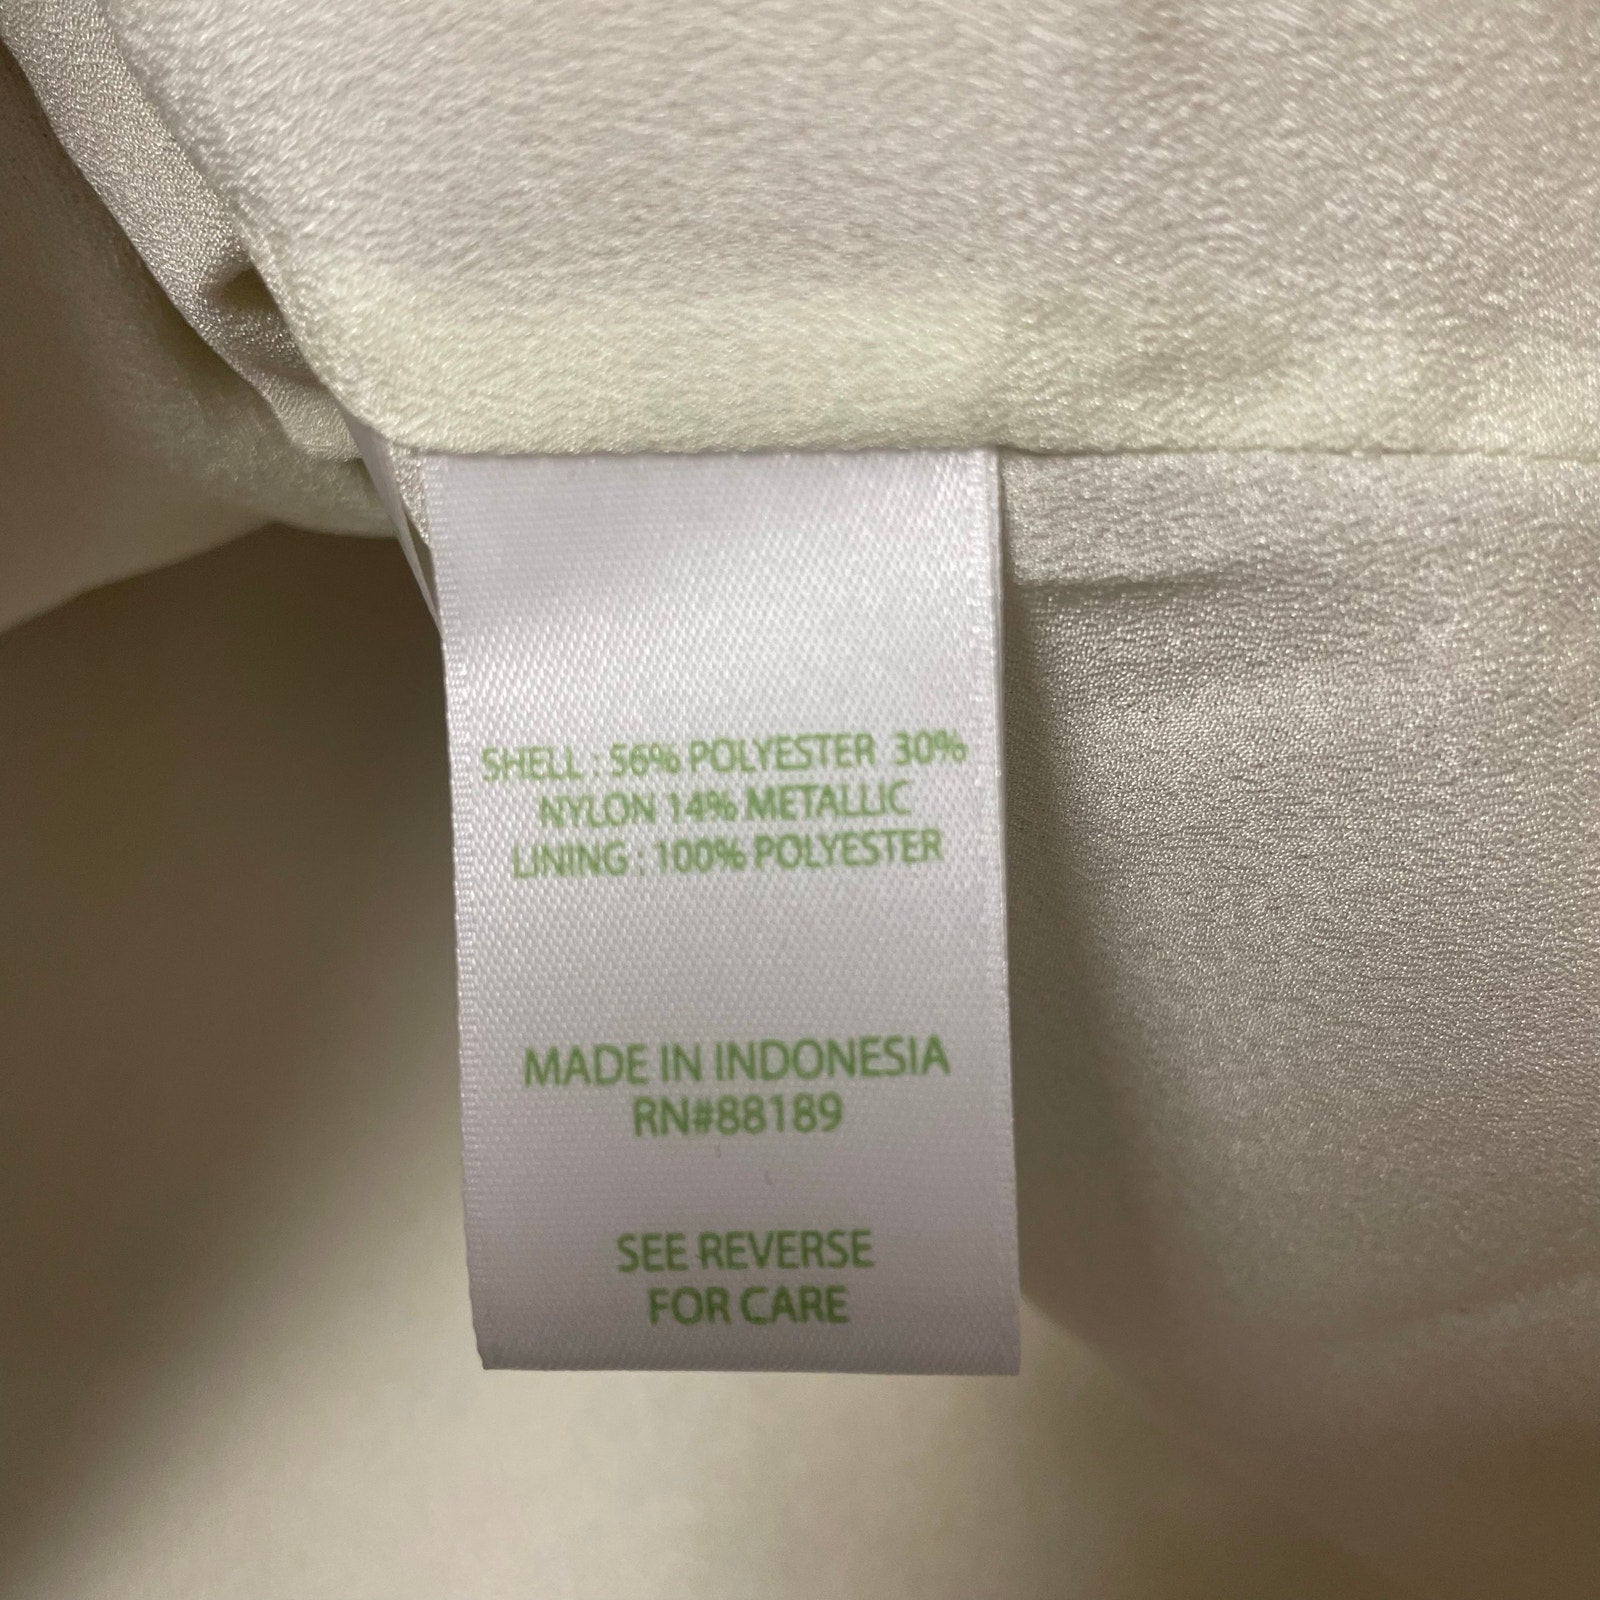 SHELL : 56% POLYESTER 30%
NYLON 14% METALLIC
LINING : 100% POLYESTER
MADE IN INDONESIA
RN#88189
SEE REVERSE
FOR CARE